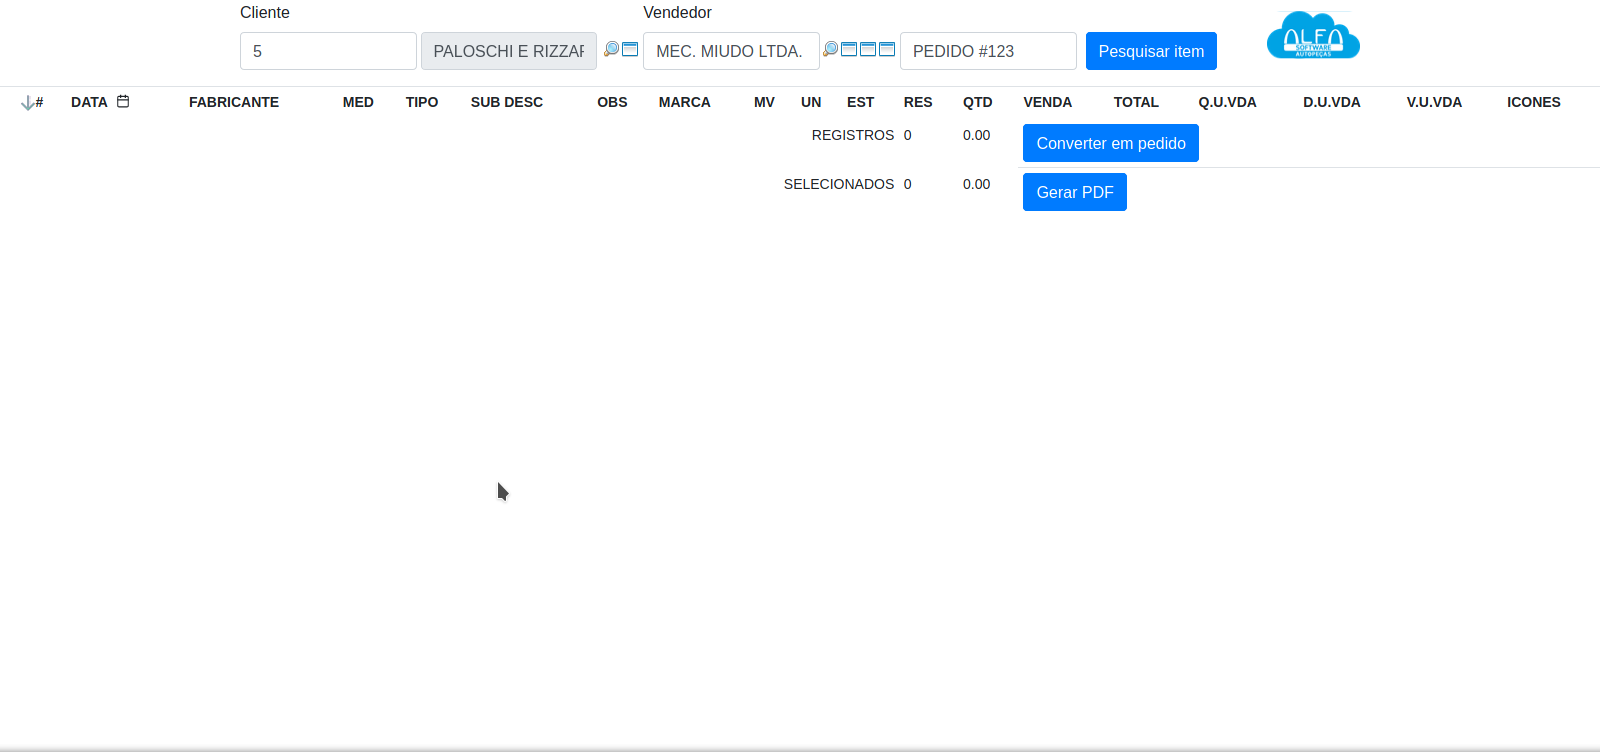 Cliente
Vendedor
5
PALOSCHI E RIZZAR
MEC. MIUDO LTDA.
PEDIDO #123
Pesquisar item
ALFA
SOFTWARE
AUTOPEÇAS
# DATA FABRICANTE MED TIPO SUB DESC OBS MARCA MV UN EST RES QTD VENDA TOTAL Q.U.VDA D.U.VDA V.U.VDA ICONES
REGISTROS 0 0.00 Converter em pedido
SELECIONADOS 0 0.00 Gerar PDF